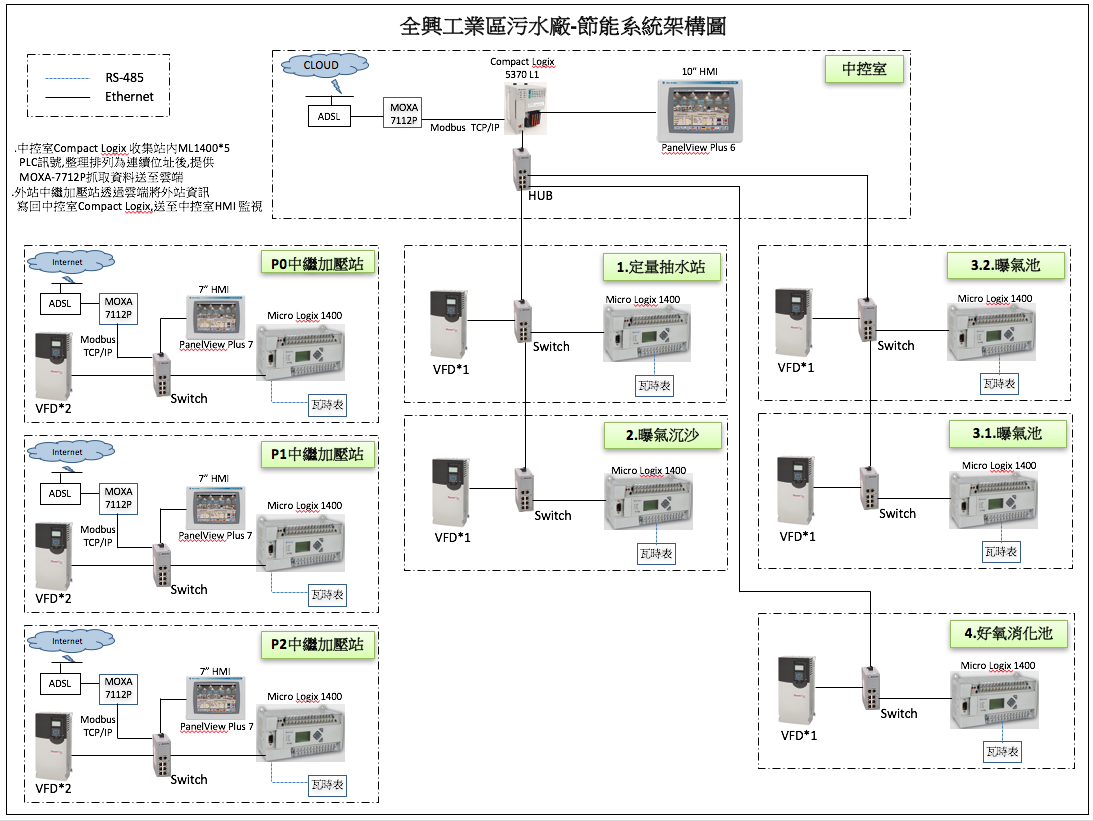 全興工業區污水廠-節能系統架構圖
RS-485
Ethernet
CLOUD
ADSL
MOXA
7112P
Modbus TCP/IP
Compact Logix
5370 L1
10” HMI
PanelView Plus 6
中控室
HUB
.中控室Compact Logix 收集站內ML1400*5
PLC訊號,整理排列為連續位址後,提供
MOXA-7712P抓取資料送至雲端
.外站中繼加壓站透過雲端將外站資訊
寫回中控室Compact Logix,送至中控室HMI 監視
Internet
P0中繼加壓站
ADSL
MOXA
7112P
7” HMI
PanelView Plus 7
Micro Logix 1400
Modbus
TCP/IP
VFD*2
Switch
瓦時表
Internet
P1中繼加壓站
ADSL
MOXA
7112P
7” HMI
PanelView Plus 7
Micro Logix 1400
Modbus
TCP/IP
VFD*2
Switch
瓦時表
Internet
P2中繼加壓站
ADSL
MOXA
7112P
7” HMI
PanelView Plus 7
Micro Logix 1400
Modbus
TCP/IP
VFD*2
Switch
瓦時表
1.定量抽水站
Micro Logix 1400
Switch
VFD*1
瓦時表
2.曝氣沉沙
Micro Logix 1400
Switch
VFD*1
瓦時表
3.2.曝氣池
Micro Logix 1400
Switch
VFD*1
瓦時表
3.1.曝氣池
Micro Logix 1400
Switch
VFD*1
瓦時表
4.好氧消化池
Micro Logix 1400
Switch
VFD*1
瓦時表